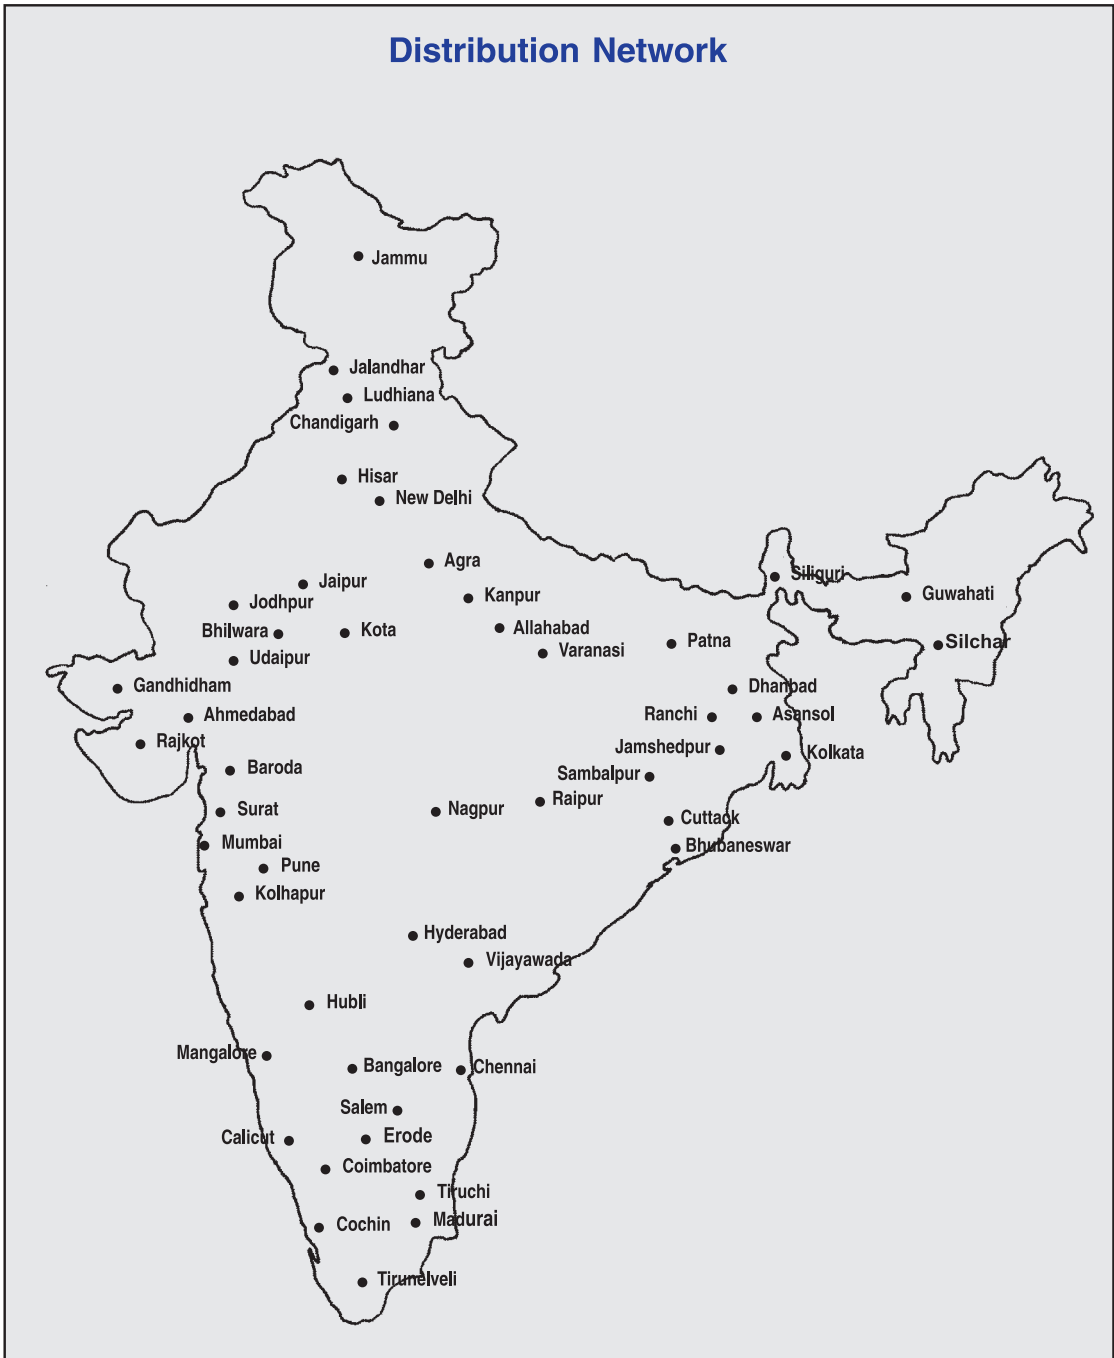 Distribution Network
Jammu
Jalandhar
Ludhiana
Chandigarh
Hisar
New Delhi
Agra
Siliguri
Jaipur
Kanpur
Guwahati
Jodhpur
Bhilwara
Kota
Allahabad
Patna
Silchar
Varanasi
Udaipur
Gandhidham
Dhanbad
Ahmedabad
Ranchi
Asansol
Rajkot
Jamshedpur
Kolkata
Baroda
Sambalpur
Raipur
Surat
Nagpur
Cuttack
Mumbai
Bhubaneswar
Pune
Kolhapur
Hyderabad
Vijayawada
Hubli
Mangalore
Bangalore
Chennai
Salem
Calicut
Erode
Coimbatore
Tiruchi
Cochin
Madurai
Tirunelveli